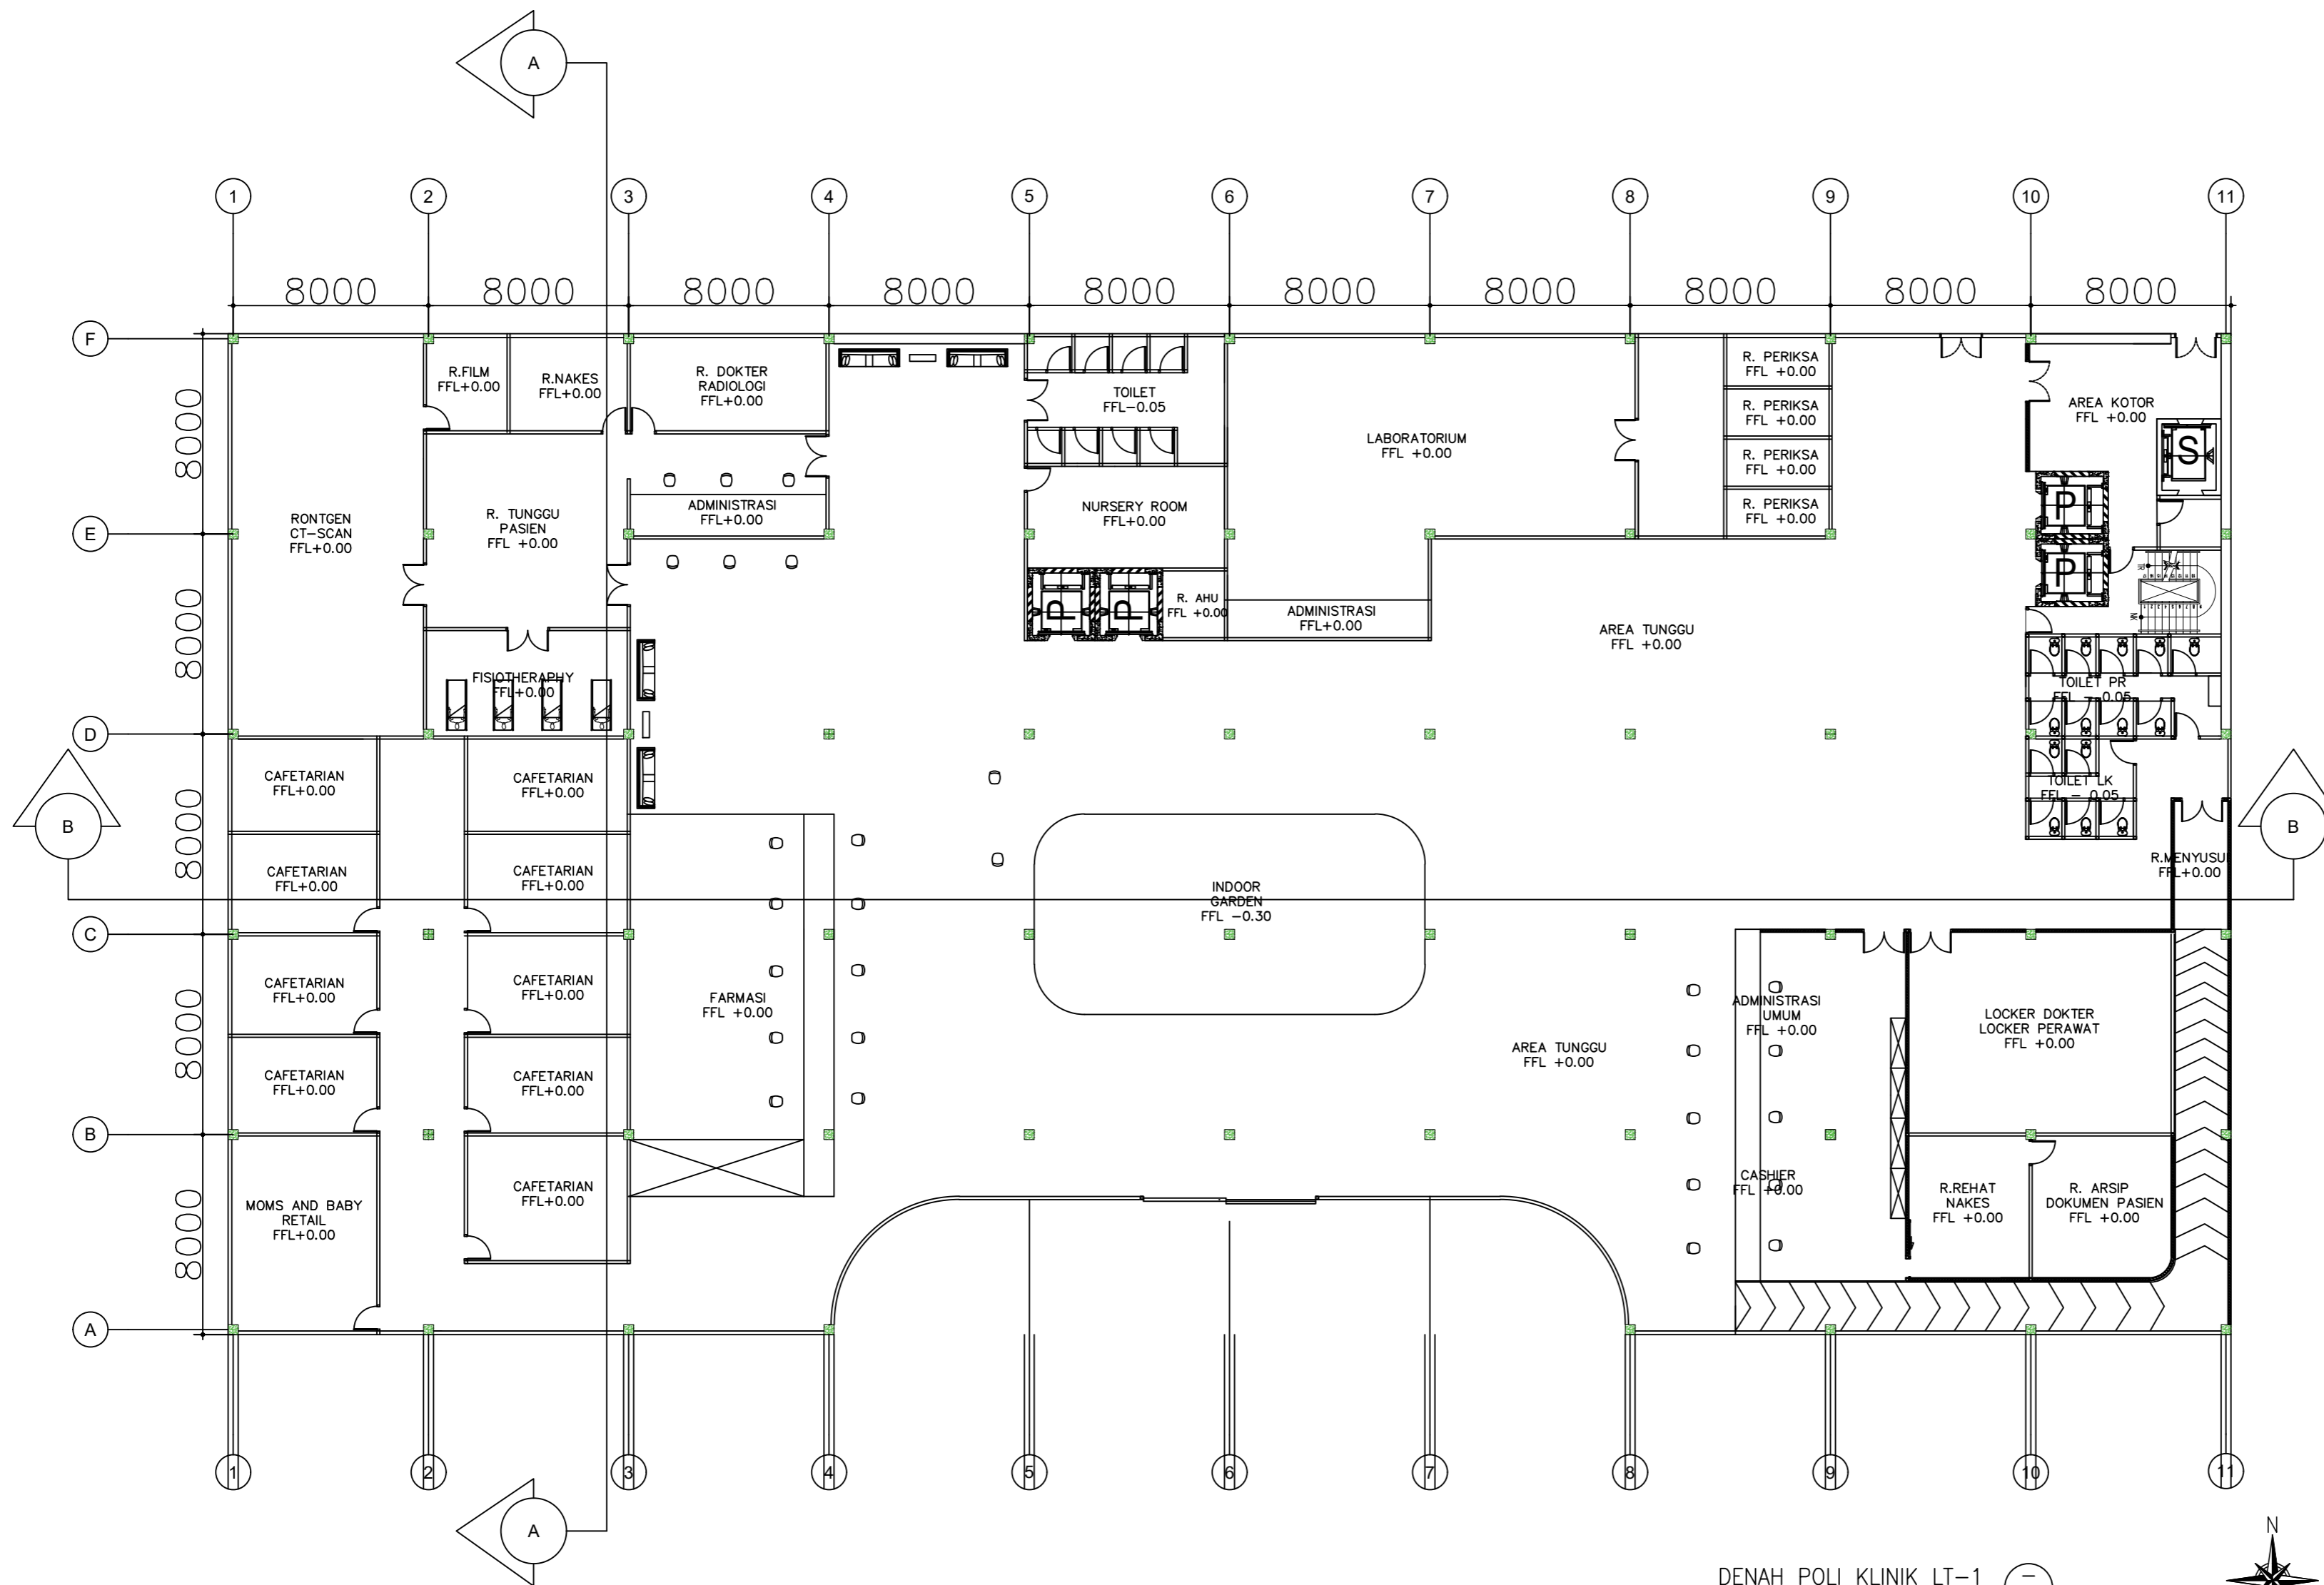 A
1 2 3 4 5 6 7 8 9 10 11
8000 8000 8000 8000 8000 8000 8000 8000 8000 8000
F
E
D
C
B
A
8000
8000
8000
8000
8000
R.FILM
FFL+0.00
R.NAKES
FFL+0.00
R. DOKTER
RADIOLOGI
FFL+0.00
TOILET
FFL-0.05
R. PERIKSA
FFL +0.00
R. PERIKSA
FFL +0.00
R. PERIKSA
FFL +0.00
R. PERIKSA
FFL +0.00
AREA KOTOR
FFL +0.00
S
P
P
LABORATORIUM
FFL +0.00
RONTGEN
CT-SCAN
FFL+0.00
R. TUNGGU
PASIEN
FFL +0.00
ADMINISTRASI
FFL+0.00
NURSERY ROOM
FFL+0.00
P
P
R. AHU
FFL +0.00
ADMINISTRASI
FFL+0.00
AREA TUNGGU
FFL +0.00
FISIOTHERAPHY
FFL+0.00
TOILET PR
FFL - 0.05
TOILET LK
FFL - 0.05
B
B
CAFETARIAN
FFL+0.00
CAFETARIAN
FFL+0.00
CAFETARIAN
FFL+0.00
CAFETARIAN
FFL+0.00
R.MENYUSUI
FFL+0.00
INDOOR
GARDEN
FFL -0.30
CAFETARIAN
FFL+0.00
CAFETARIAN
FFL+0.00
FARMASI
FFL +0.00
ADMINISTRASI
UMUM
FFL +0.00
LOCKER DOKTER
LOCKER PERAWAT
FFL +0.00
AREA TUNGGU
FFL +0.00
CAFETARIAN
FFL+0.00
CAFETARIAN
FFL+0.00
MOMS AND BABY
RETAIL
FFL+0.00
CAFETARIAN
FFL+0.00
CASHIER
FFL +0.00
R.REHAT
NAKES
FFL +0.00
R. ARSIP
DOKUMEN PASIEN
FFL +0.00
1 2 3 4 5 6 7 8 9 10 11
A
N
DENAH POLI KLINIK LT-1